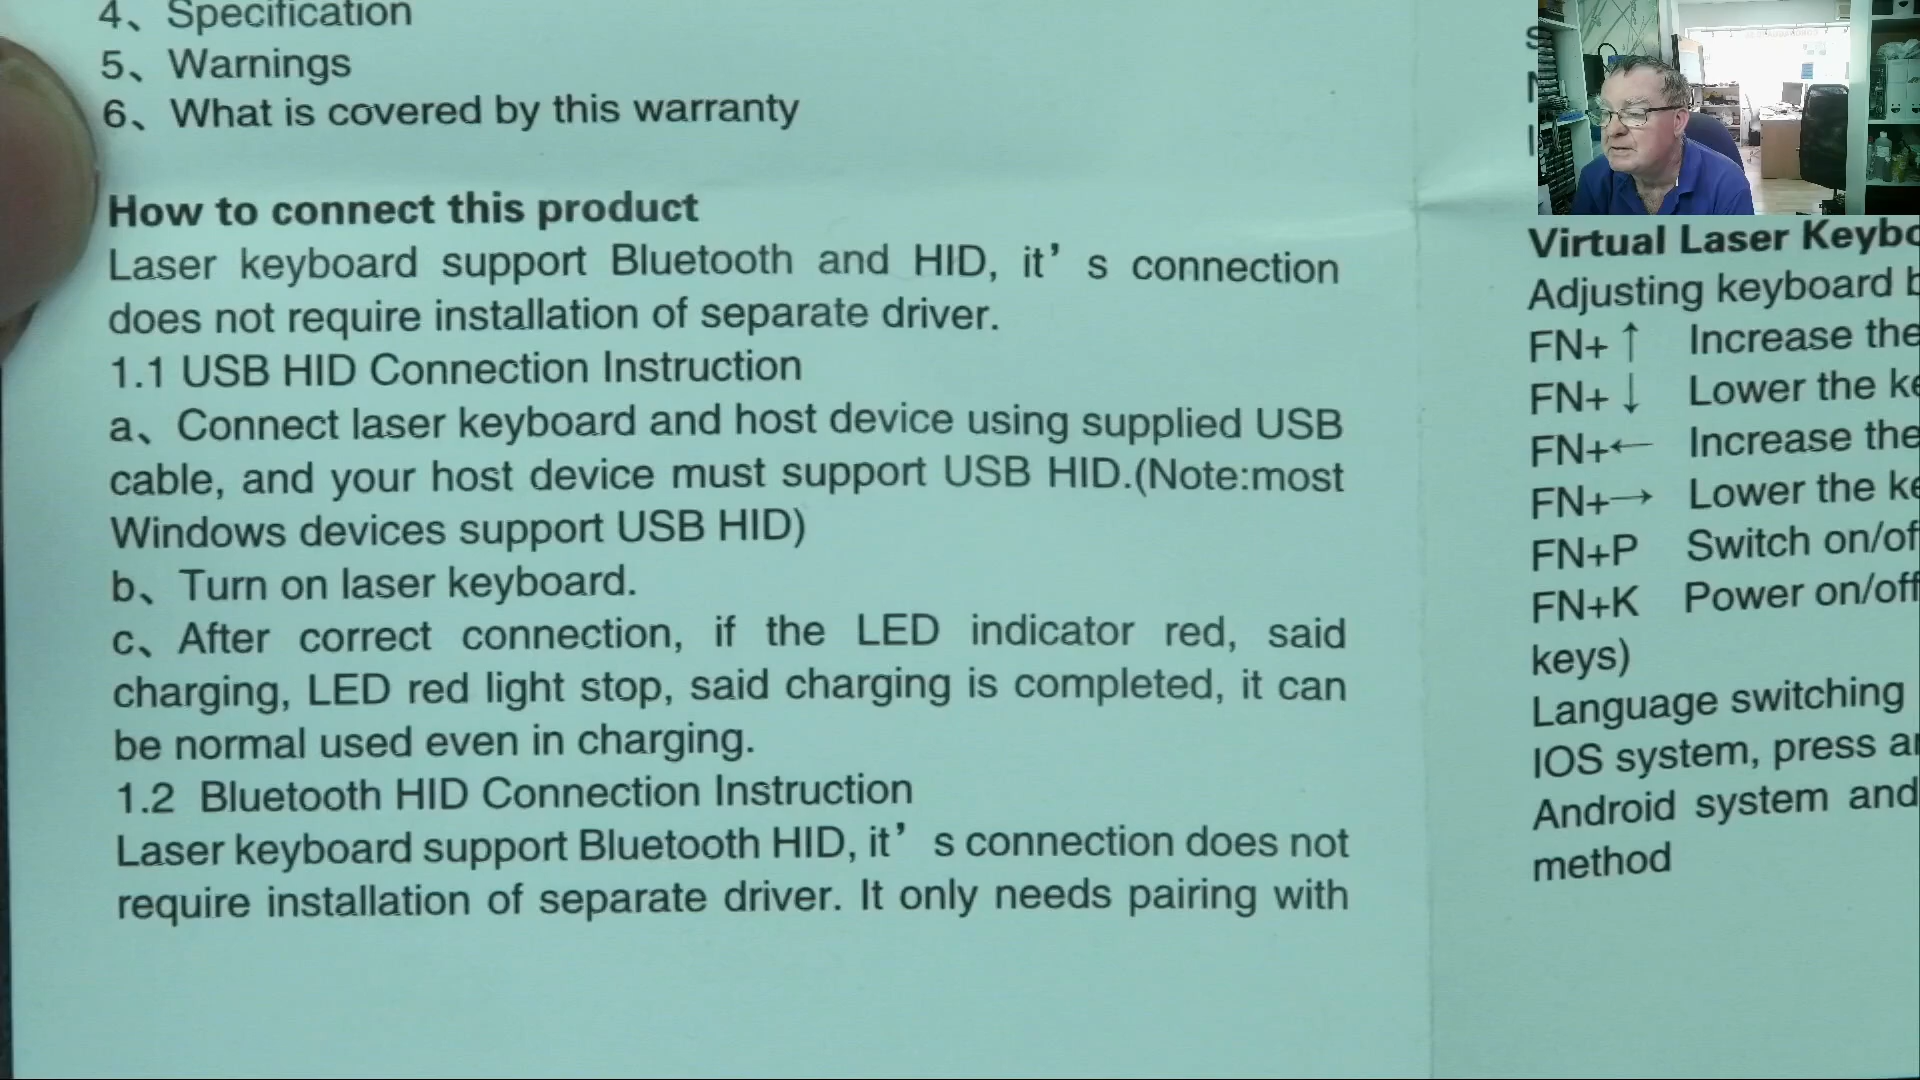 4、 Specification
5、 Warnings
6、 What is covered by this warranty
How to connect this product
Laser keyboard support Bluetooth and HID, it’ s connection
does not require installation of separate driver.
1.1 USB HID Connection Instruction
a、 Connect laser keyboard and host device using supplied USB
cable, and your host device must support USB HID.(Note:most
Windows devices support USB HID)
b、 Turn on laser keyboard.
c、 After correct connection, if the LED indicator red, said
charging, LED red light stop, said charging is completed, it can
be normal used even in charging.
1.2 Bluetooth HID Connection Instruction
Laser keyboard support Bluetooth HID, it’ s connection does not
require installation of separate driver. It only needs pairing with
Virtual Laser Keybo
Adjusting keyboard b
FN+↑ Increase the
FN+↓ Lower the ke
FN+← Increase the
FN+→ Lower the ke
FN+P Switch on/of
FN+K Power on/off
keys)
Language switching
IOS system, press a
Android system and
method